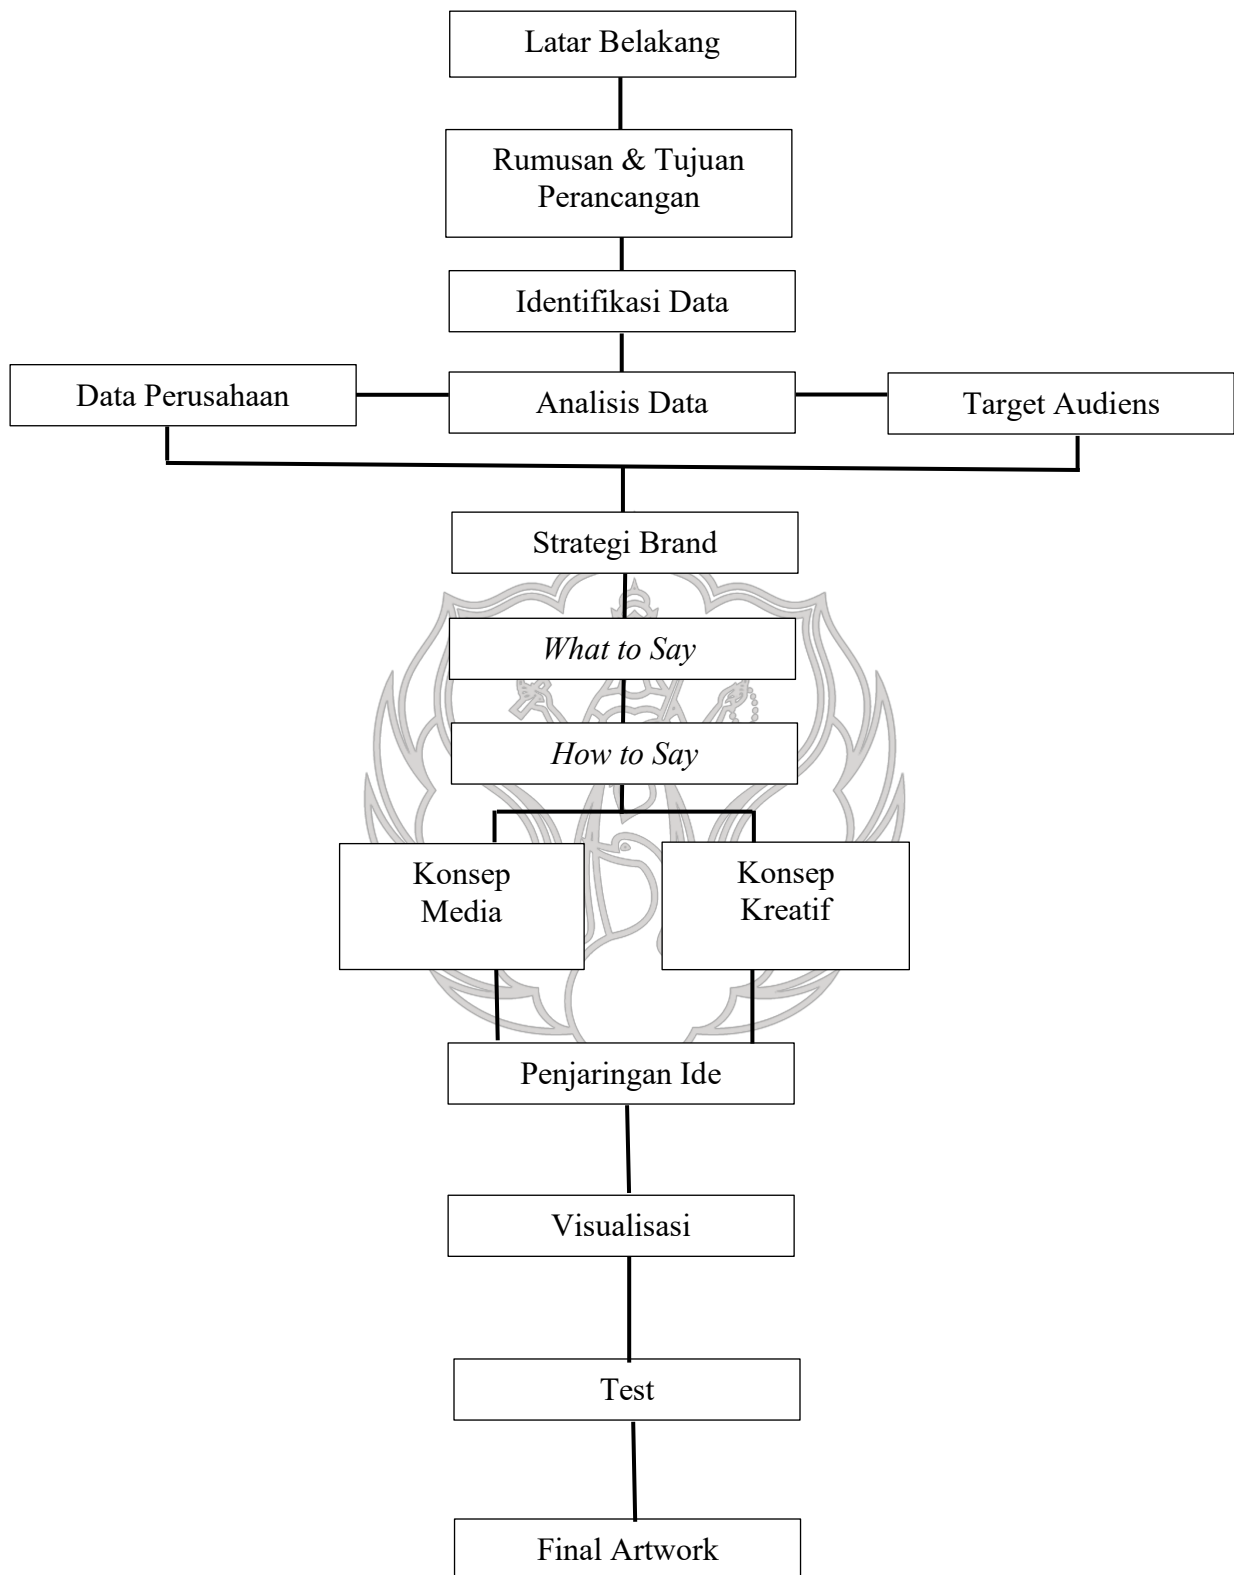 Latar Belakang
Rumusan & Tujuan
Perancangan
Identifikasi Data
Data Perusahaan
Analisis Data
Target Audiens
Strategi Brand
What to Say
How to Say
Konsep
Media
Konsep
Kreatif
Penjaringan Ide
Visualisasi
Test
Final Artwork